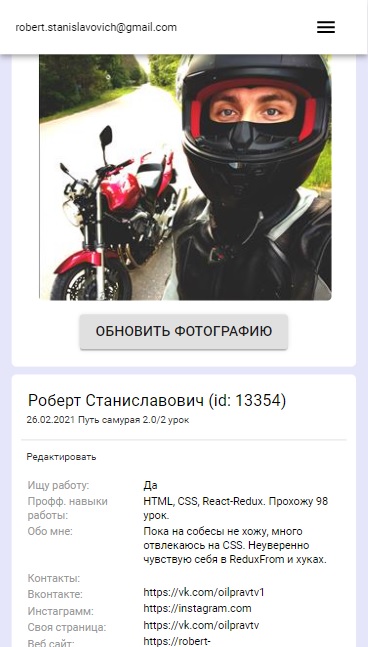 robert.stanislavovich@gmail.com
ОБНОВИТЬ ФОТОГРАФИЮ
Роберт Станиславович (id: 13354)
26.02.2021 Путь самурая 2.0/2 урок
Редактировать
Ищу работу: Да
Профф. навыки работы: HTML, CSS, React-Redux. Прохожу 98
урок.
Обо мне: Пока на собесы не хожу, много
отвлекаюсь на CSS. Неуверенно
чувствую себя в ReduxFrom и хуках.
Контакты:
Вконтакте: https://vk.com/oilpravtv1
Инстаграмм: https://instagram.com
Своя страница: https://vk.com/oilpravtv
Веб сайт: https://robert-